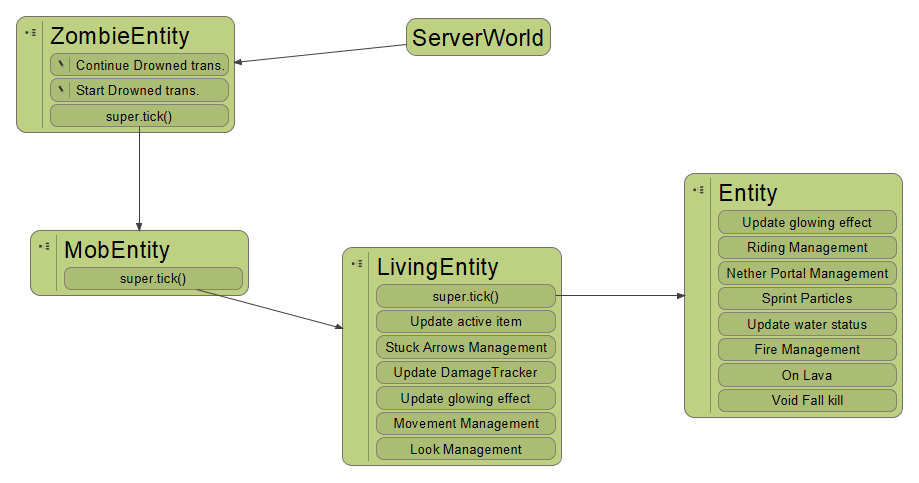 ZombieEntity
Continue Drowned trans.
Start Drowned trans.
super.tick()
ServerWorld
MobEntity
super.tick()
LivingEntity
super.tick()
Update active item
Stuck Arrows Management
Update DamageTracker
Update glowing effect
Movement Management
Look Management
Entity
Update glowing effect
Riding Management
Nether Portal Management
Sprint Particles
Update water status
Fire Management
On Lava
Void Fall kill